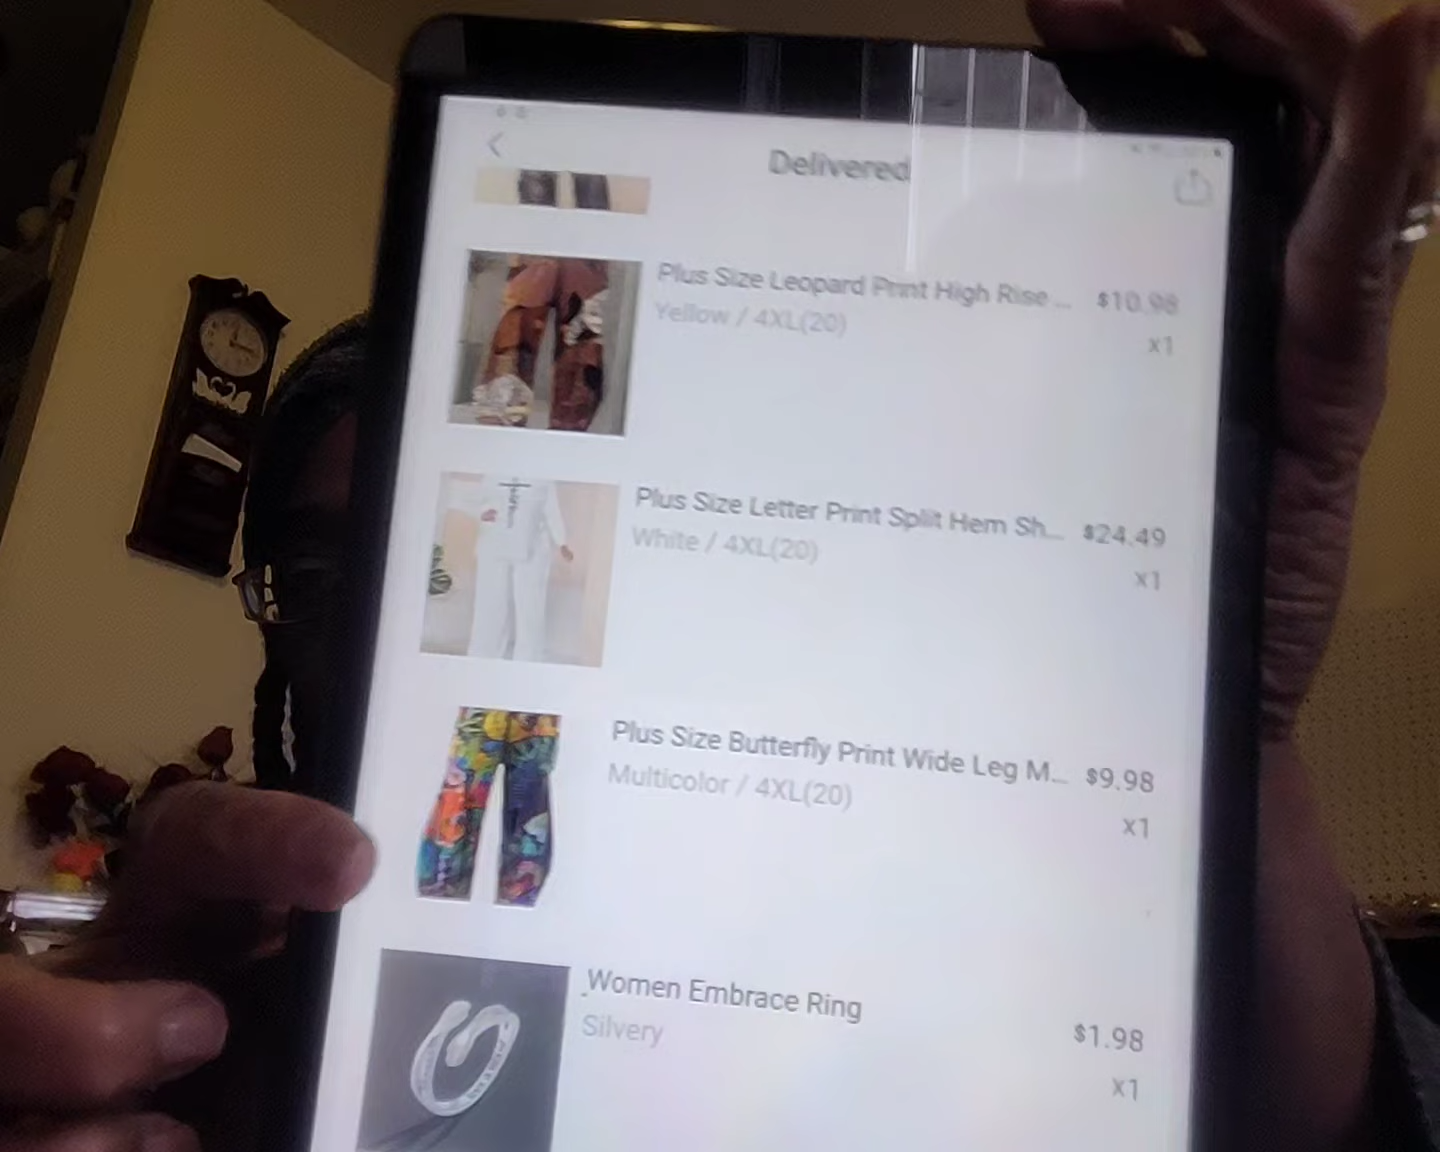 Delivered
Plus Size Leopard Print High Rise ... $10.98
Yellow / 4XL(20)
x1
Plus Size Letter Print Split Hem Sh... $24.49
White / 4XL(20)
x1
Plus Size Butterfly Print Wide Leg M... $9.98
Multicolor / 4XL(20)
x1
Women Embrace Ring
Silvery
$1.98
x1